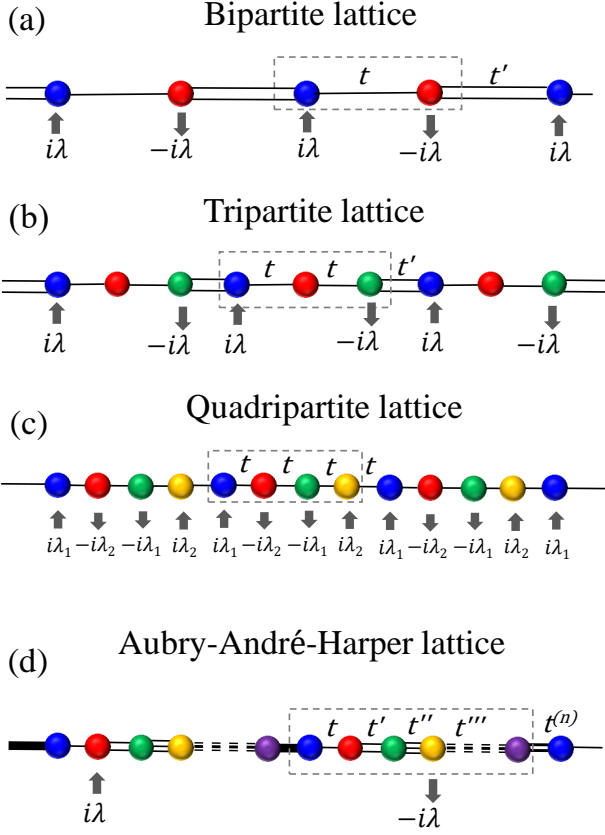 (a) Bipartite lattice
t t′
iλ −iλ iλ −iλ iλ
(b) Tripartite lattice
t t t′
iλ −iλ iλ −iλ iλ −iλ
(c) Quadripartite lattice
t t t t
iλ₁ −iλ₂ −iλ₁ iλ₂ iλ₁ −iλ₂ −iλ₁ iλ₂ iλ₁ −iλ₂ −iλ₁ iλ₂ iλ₁
(d) Aubry-André-Harper lattice
t t′ t′′ t′′′ t⁽ⁿ⁾
iλ −iλ